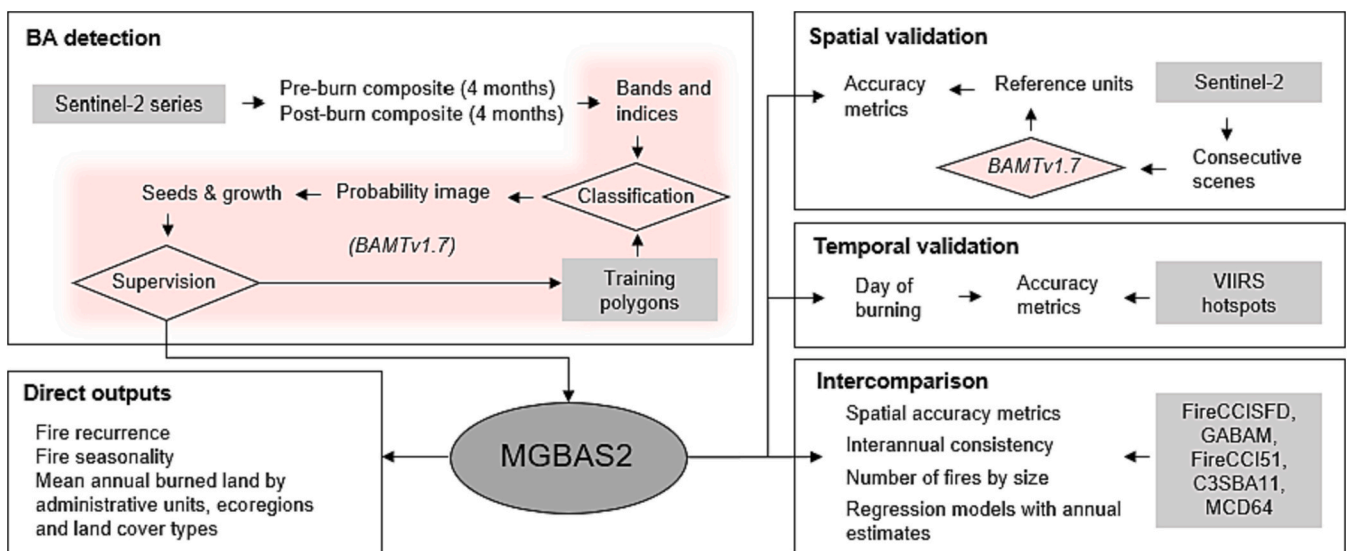 BA detection
Sentinel-2 series
Pre-burn composite (4 months)
Post-burn composite (4 months)
Bands and
indices
Seeds & growth
Probability image
Classification
(BAMTv1.7)
Supervision
Training
polygons
Direct outputs
Fire recurrence
Fire seasonality
Mean annual burned land by
administrative units, ecoregions
and land cover types
MGBAS2
Spatial validation
Accuracy
metrics
Reference units
Sentinel-2
BAMTv1.7
Consecutive
scenes
Temporal validation
Day of
burning
Accuracy
metrics
VIIRS
hotspots
Intercomparison
Spatial accuracy metrics
Interannual consistency
Number of fires by size
Regression models with annual
estimates
FireCCISFD,
GABAM,
FireCCI51,
C3SBA11,
MCD64